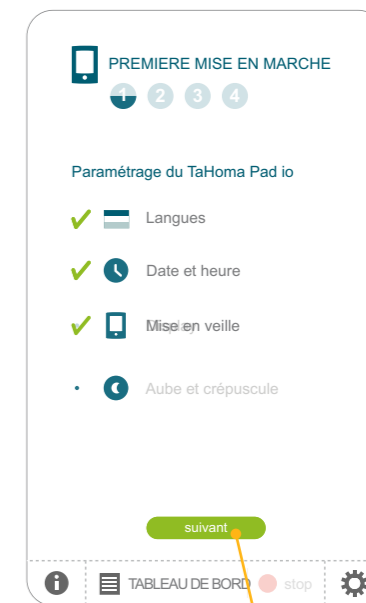 PREMIERE MISE EN MARCHE
1 2 3 4
Paramétrage du TaHoma Pad io
Langues
Date et heure
Mise en veille
Aube et crépuscule
suivant
TABLEAU DE BORD stop